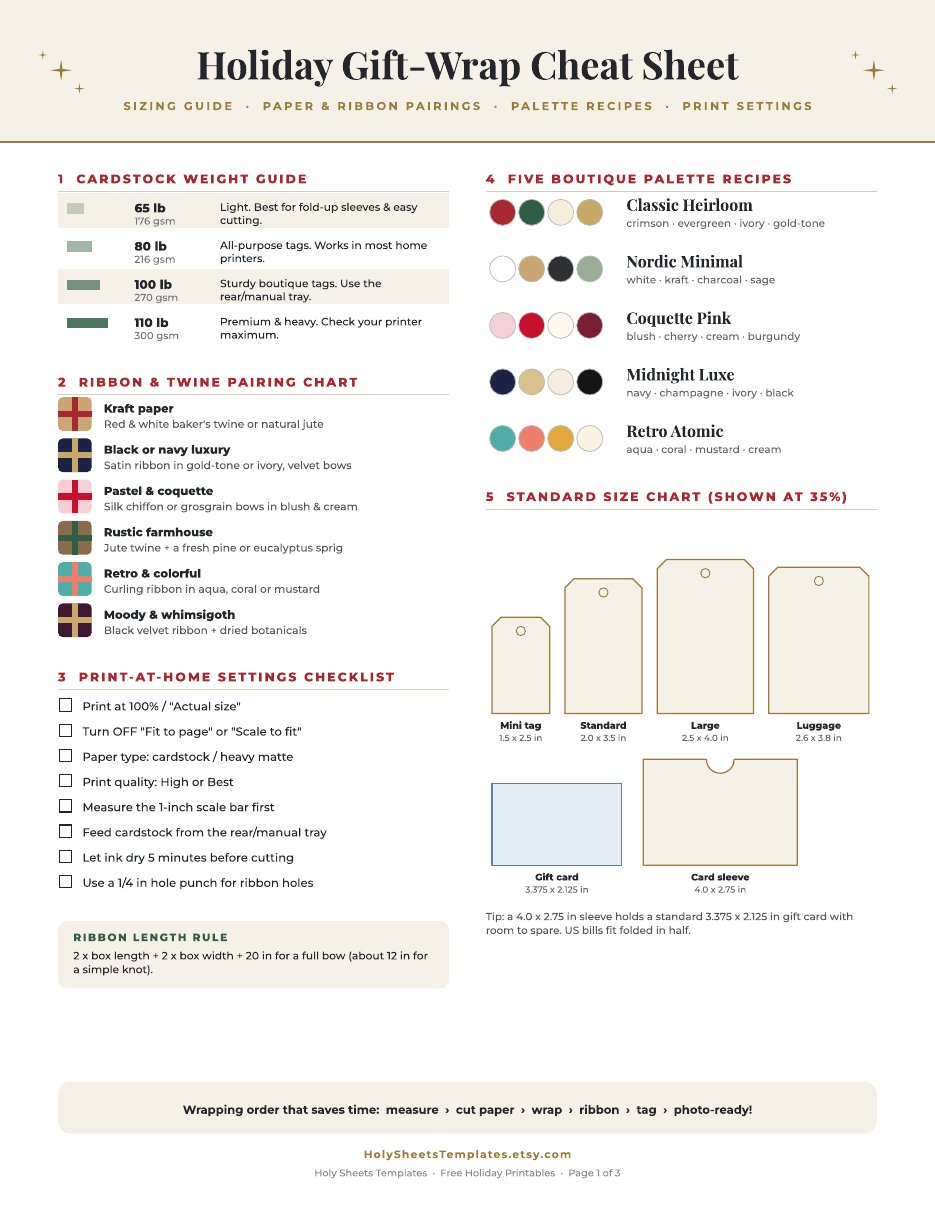 Holiday Gift-Wrap Cheat Sheet
SIZING GUIDE · PAPER & RIBBON PAIRINGS · PALETTE RECIPES · PRINT SETTINGS
1 CARDSTOCK WEIGHT GUIDE
65 lb
176 gsm
Light. Best for fold-up sleeves & easy
cutting.
80 lb
216 gsm
All-purpose tags. Works in most home
printers.
100 lb
270 gsm
Sturdy boutique tags. Use the
rear/manual tray.
110 lb
300 gsm
Premium & heavy. Check your printer
maximum.
2 RIBBON & TWINE PAIRING CHART
Kraft paper
Red & white baker's twine or natural jute
Black or navy luxury
Satin ribbon in gold-tone or ivory, velvet bows
Pastel & coquette
Silk chiffon or grosgrain bows in blush & cream
Rustic farmhouse
Jute twine + a fresh pine or eucalyptus sprig
Retro & colorful
Curling ribbon in aqua, coral or mustard
Moody & whimsigoth
Black velvet ribbon + dried botanicals
3 PRINT-AT-HOME SETTINGS CHECKLIST
Print at 100% / "Actual size"
Turn OFF "Fit to page" or "Scale to fit"
Paper type: cardstock / heavy matte
Print quality: High or Best
Measure the 1-inch scale bar first
Feed cardstock from the rear/manual tray
Let ink dry 5 minutes before cutting
Use a 1/4 in hole punch for ribbon holes
RIBBON LENGTH RULE
2 x box length + 2 x box width + 20 in for a full bow (about 12 in for
a simple knot).
4 FIVE BOUTIQUE PALETTE RECIPES
Classic Heirloom
crimson · evergreen · ivory · gold-tone
Nordic Minimal
white · kraft · charcoal · sage
Coquette Pink
blush · cherry · cream · burgundy
Midnight Luxe
navy · champagne · ivory · black
Retro Atomic
aqua · coral · mustard · cream
5 STANDARD SIZE CHART (SHOWN AT 35%)
Mini tag
1.5 x 2.5 in
Standard
2.0 x 3.5 in
Large
2.5 x 4.0 in
Luggage
2.6 x 3.8 in
Gift card
3.375 x 2.125 in
Card sleeve
4.0 x 2.75 in
Tip: a 4.0 x 2.75 in sleeve holds a standard 3.375 x 2.125 in gift card with
room to spare. US bills fit folded in half.
Wrapping order that saves time: measure › cut paper › wrap › ribbon › tag › photo-ready!
HolySheetsTemplates.etsy.com
Holy Sheets Templates · Free Holiday Printables · Page 1 of 3